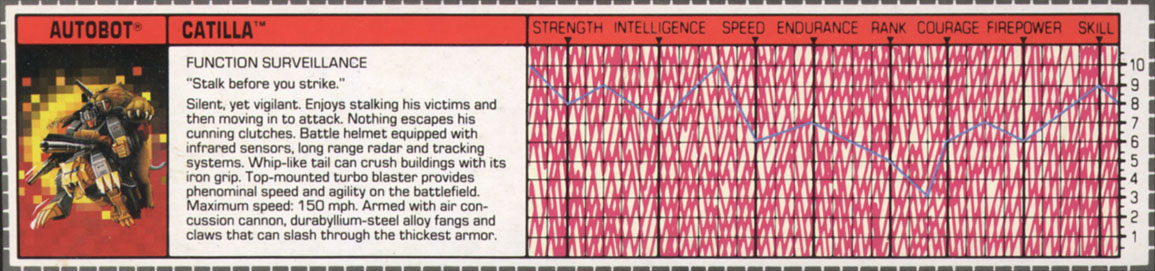 AUTOBOT®
CATILLA™
STRENGTH INTELLIGENCE SPEED ENDURANCE RANK COURAGE FIREPOWER SKILL
FUNCTION SURVEILLANCE
"Stalk before you strike."
Silent, yet vigilant. Enjoys stalking his victims and
then moving in to attack. Nothing escapes his
cunning clutches. Battle helmet equipped with
infrared sensors, long range radar and tracking
systems. Whip-like tail can crush buildings with its
iron grip. Top-mounted turbo blaster provides
phenominal speed and agility on the battlefield.
Maximum speed: 150 mph. Armed with air con-
cussion cannon, durabyllium-steel alloy fangs and
claws that can slash through the thickest armor.
10
9
8
7
6
5
4
3
2
1